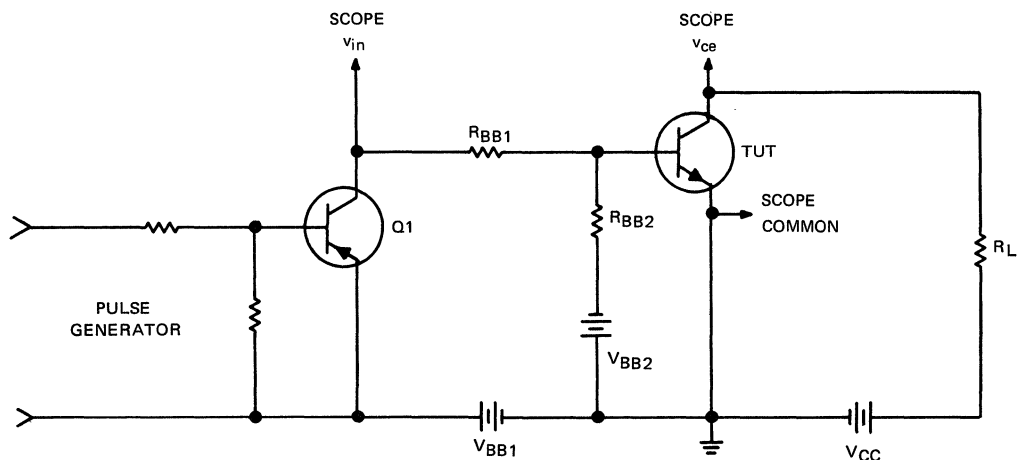 SCOPE
v_in
SCOPE
v_ce
R_BB1
TUT
Q1
R_BB2
SCOPE
COMMON
R_L
PULSE
GENERATOR
V_BB2
V_BB1
V_CC